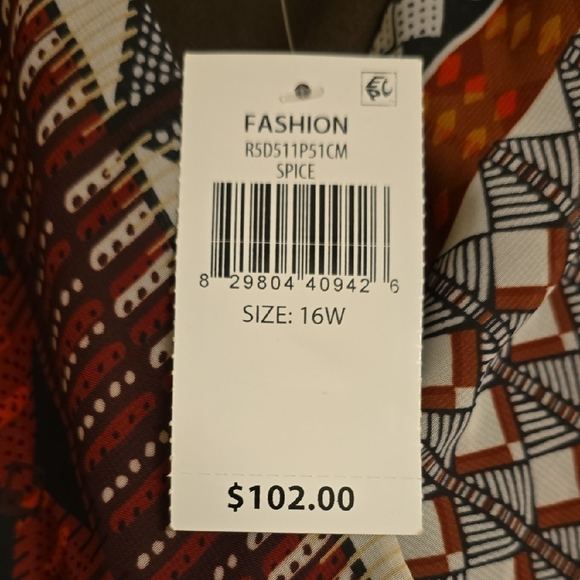 FASHION
R5D511P51CM
SPICE
8 29804 40942 6
SIZE: 16W
$102.00